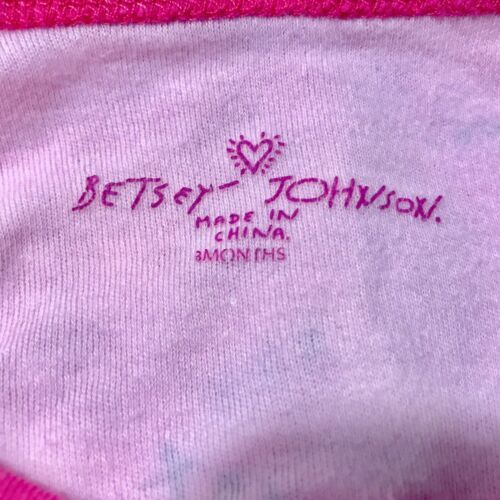 BETSEY JOHNSON.
MADE IN
CHINA.
3MONTHS